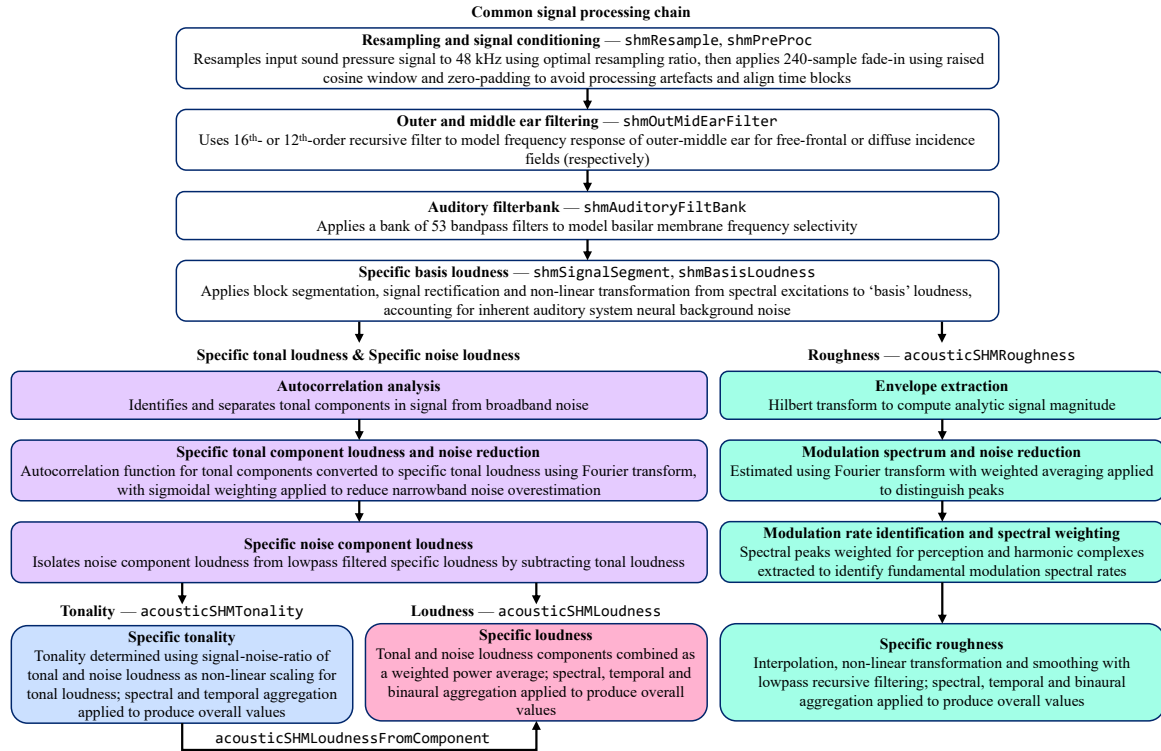 Common signal processing chain
Resampling and signal conditioning — shmResample, shmPreProc
Resamples input sound pressure signal to 48 kHz using optimal resampling ratio, then applies 240-sample fade-in using raised
cosine window and zero-padding to avoid processing artefacts and align time blocks
Outer and middle ear filtering — shmOutMidEarFilter
Uses 16th- or 12th-order recursive filter to model frequency response of outer-middle ear for free-frontal or diffuse incidence
fields (respectively)
Auditory filterbank — shmAuditoryFiltBank
Applies a bank of 53 bandpass filters to model basilar membrane frequency selectivity
Specific basis loudness — shmSignalSegment, shmBasisLoudness
Applies block segmentation, signal rectification and non-linear transformation from spectral excitations to ‘basis’ loudness,
accounting for inherent auditory system neural background noise
Specific tonal loudness & Specific noise loudness
Autocorrelation analysis
Identifies and separates tonal components in signal from broadband noise
Specific tonal component loudness and noise reduction
Autocorrelation function for tonal components converted to specific tonal loudness using Fourier transform,
with sigmoidal weighting applied to reduce narrowband noise overestimation
Specific noise component loudness
Isolates noise component loudness from lowpass filtered specific loudness by subtracting tonal loudness
Tonality — acousticSHMTonality
Specific tonality
Tonality determined using signal-noise-ratio
of tonal and noise loudness as non-linear scaling for
tonal loudness; spectral and temporal aggregation
applied to produce overall values
Loudness — acousticSHMLoudness
Specific loudness
Tonal and noise loudness components combined as
a weighted power average; spectral, temporal and
binaural aggregation applied to produce overall
values
acousticSHMLoudnessFromComponent
Roughness — acousticSHMRoughness
Envelope extraction
Hilbert transform to compute analytic signal magnitude
Modulation spectrum and noise reduction
Estimated using Fourier transform with weighted averaging applied
to distinguish peaks
Modulation rate identification and spectral weighting
Spectral peaks weighted for perception and harmonic complexes
extracted to identify fundamental modulation spectral rates
Specific roughness
Interpolation, non-linear transformation and smoothing with
lowpass recursive filtering; spectral, temporal and binaural
aggregation applied to produce overall values